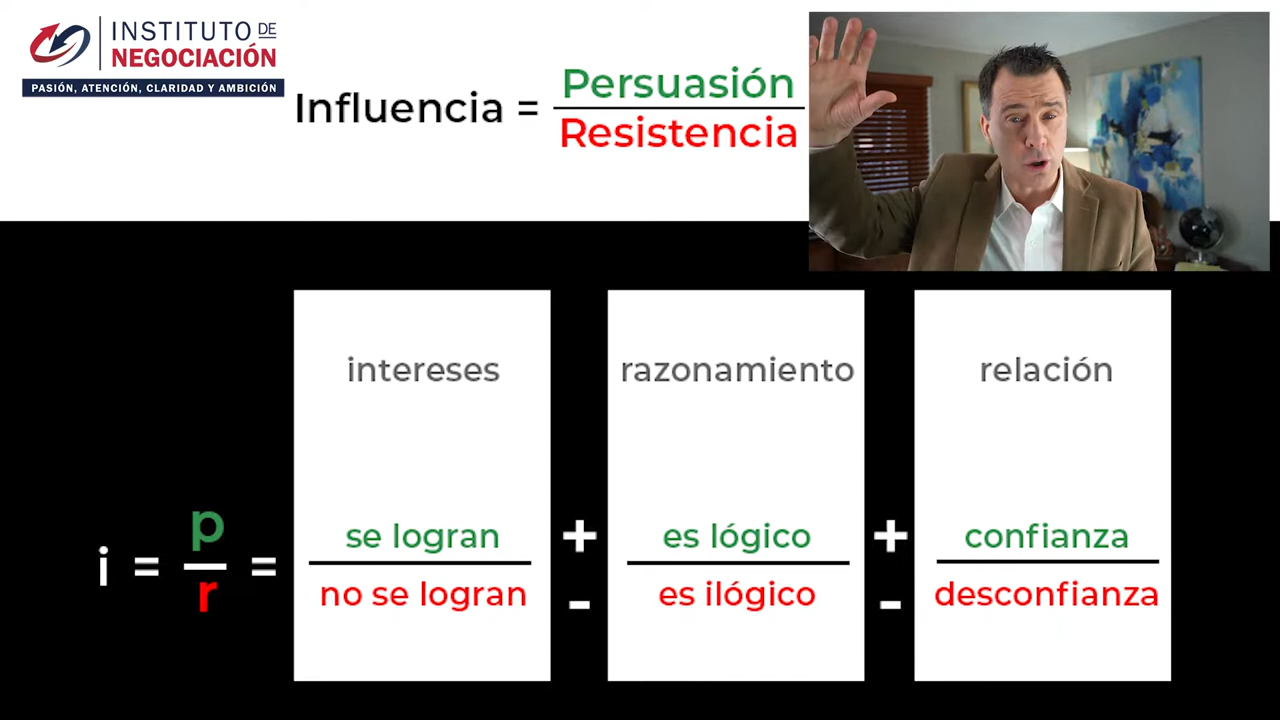 INSTITUTO DE
NEGOCIACIÓN
PASIÓN, ATENCIÓN, CLARIDAD Y AMBICIÓN
Influencia = Persuasión
Resistencia
intereses
razonamiento
relación
i = p = se logran + es lógico + confianza
r no se logran - es ilógico - desconfianza